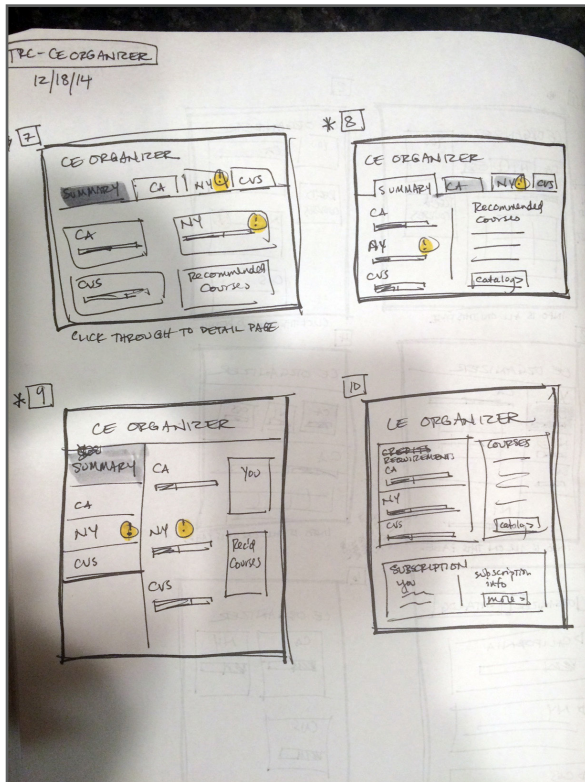 TRC-CE ORGANIZER
12/18/14
* 7
CE ORGANIZER
SUMMARY CA NY ! CVS
CA
NY !
CVS
Recommended
Courses
CLICK THROUGH TO DETAIL PAGE
* 8
CE ORGANIZER
SUMMARY CA NY ! CVS
CA
NY !
CVS
Recommended
Courses
catalog >
* 9
CE ORGANIZER
SUMMARY
CA
NY !
CVS
CA
NY !
CVS
YOU
Rec'd
Courses
10
CE ORGANIZER
REQUIREMENTS
CA
NY
CVS
COURSES
catalog >
SUBSCRIPTION
you
subscription
info
more >